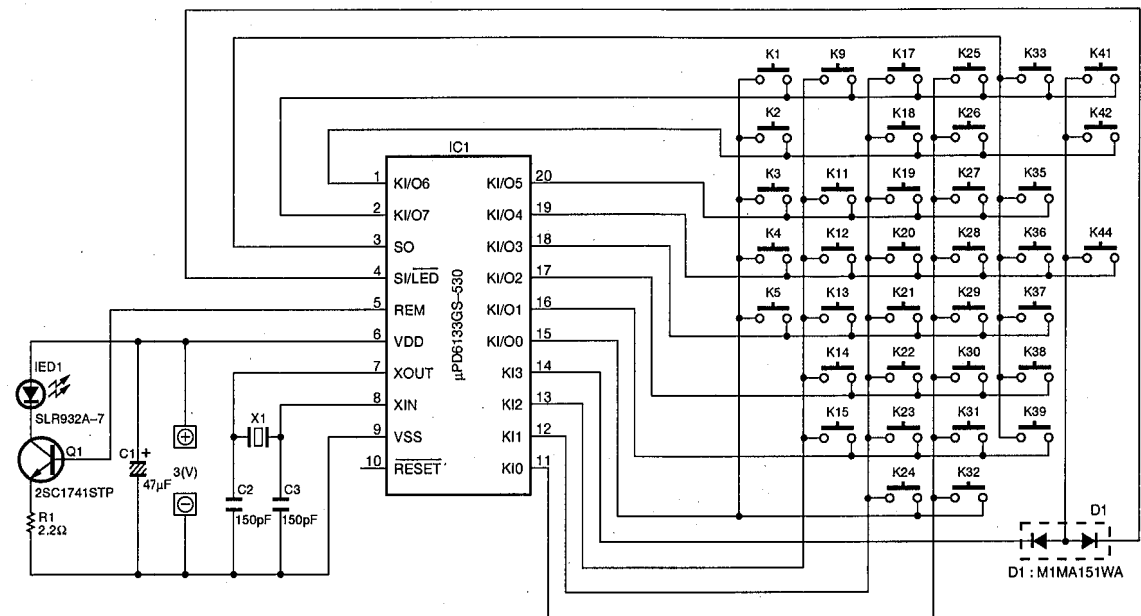 K1 K9 K17 K25 K33 K41
K2 K18 K26 K42
IC1
1 KI/O6 KI/O5 20
K3 K11 K19 K27 K35
2 KI/O7 KI/O4 19
3 SO KI/O3 18
K4 K12 K20 K28 K36 K44
4 SI/LED KI/O2 17
µPD6133GS–530
5 REM KI/O1 16
K5 K13 K21 K29 K37
6 VDD KI/O0 15
K14 K22 K30 K38
IED1
7 XOUT KI3 14
8 XIN KI2 13
SLR932A–7
X1
K15 K23 K31 K39
9 VSS KI1 12
Q1
C1 +
47µF
3(V)
10 RESET KI0 11
K24 K32
2SC1741STP
C2 C3
150pF 150pF
R1
2.2Ω
D1
D1 : M1MA151WA